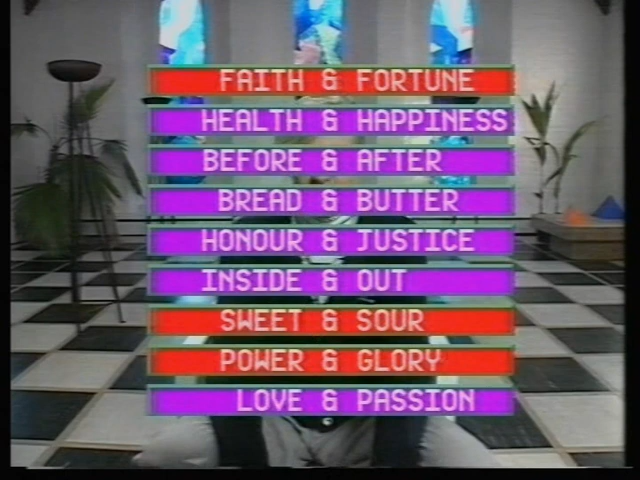 FAITH & FORTUNE
HEALTH & HAPPINESS
BEFORE & AFTER
BREAD & BUTTER
HONOUR & JUSTICE
INSIDE & OUT
SWEET & SOUR
POWER & GLORY
LOVE & PASSION